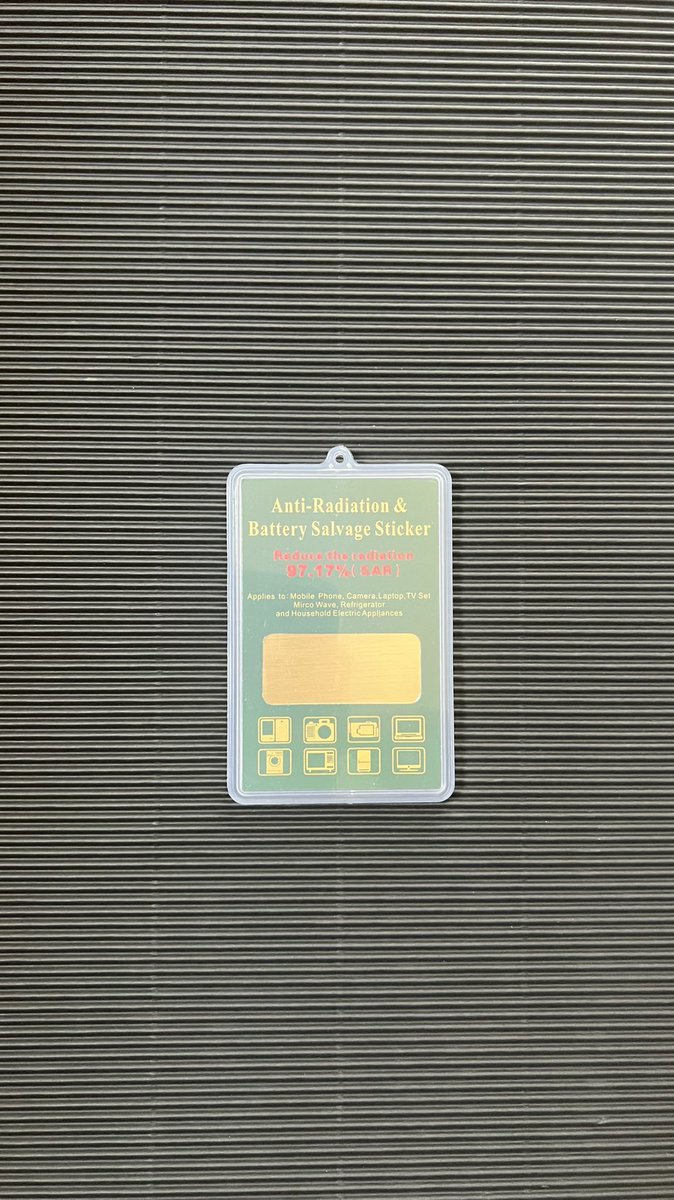 Anti-Radiation &
Battery Salvage Sticker
Reduce the radiation
97.17%(SAR)
Applies to: Mobile Phone, Camera,Laptop,TV Set
Mirco Wave, Refrigerator
and Household Electric Appliances